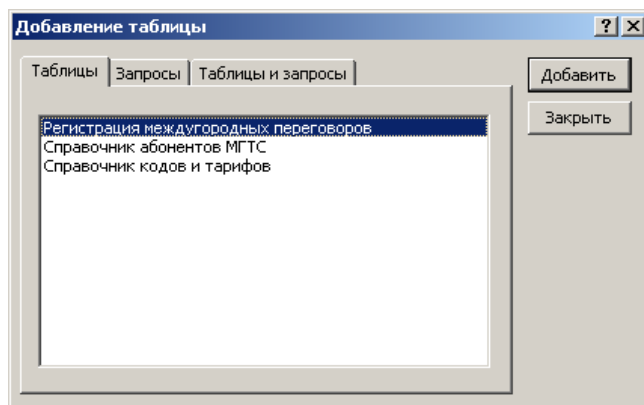 Добавление таблицы
Таблицы Запросы Таблицы и запросы
Добавить
Закрыть
Регистрация междугородных переговоров
Справочник абонентов МГТС
Справочник кодов и тарифов